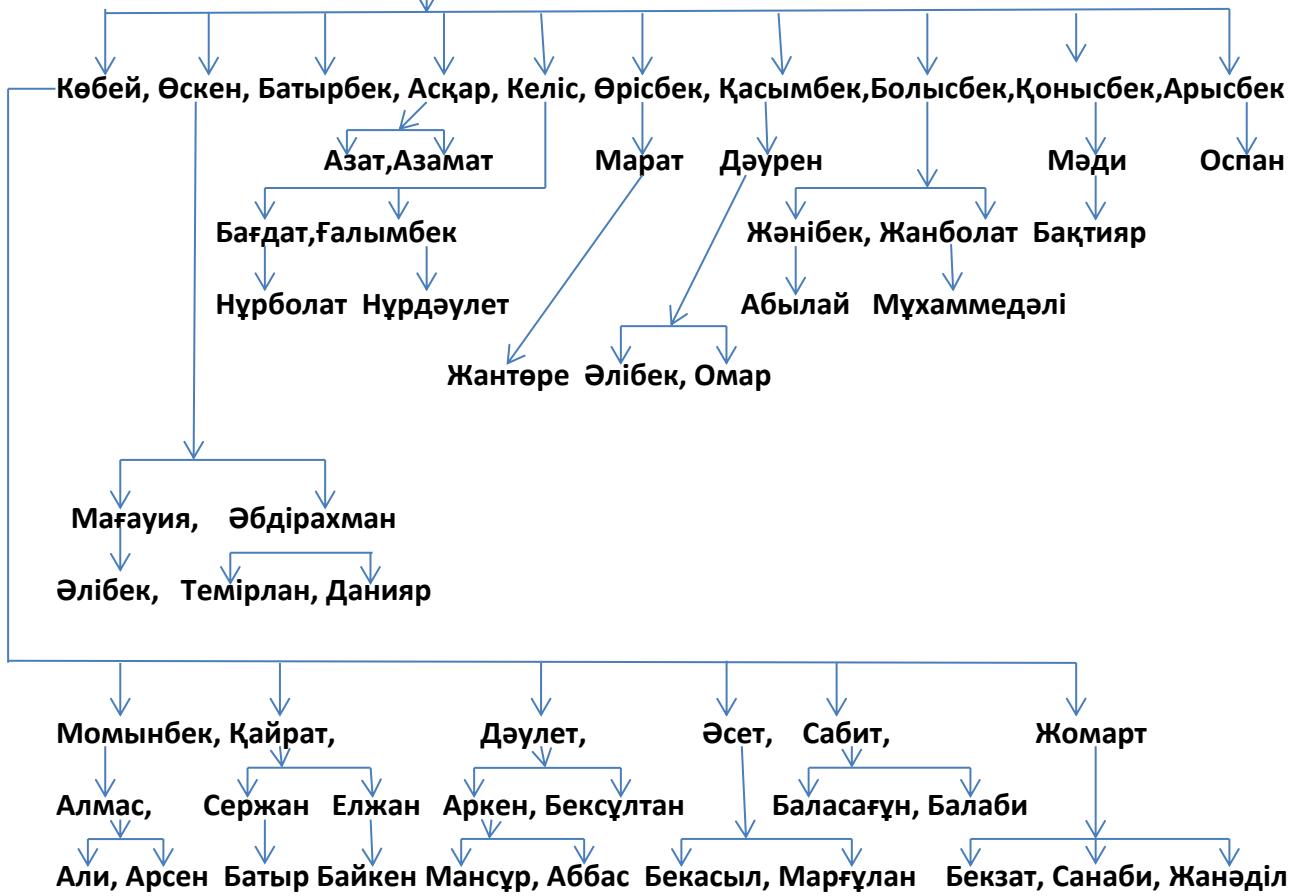 Көбей, Өскен, Батырбек, Асқар, Келіс, Өрісбек, Қасымбек,Болысбек,Қонысбек,Арысбек
Азат,Азамат Марат Дәурен Мәди Оспан
Бағдат,Ғалымбек Жәнібек, Жанболат Бақтияр
Нұрболат Нұрдәулет Абылай Мұхаммедәлі
Жантөре Әлібек, Омар
Мағауия, Әбдірахман
Әлібек, Темірлан, Данияр
Момынбек, Қайрат, Дәулет, Әсет, Сабит, Жомарт
Алмас, Сержан Елжан Аркен, Бексұлтан Баласағұн, Балаби
Али, Арсен Батыр Байкен Мансұр, Аббас Бекасыл, Марғұлан Бекзат, Санаби, Жанәділ